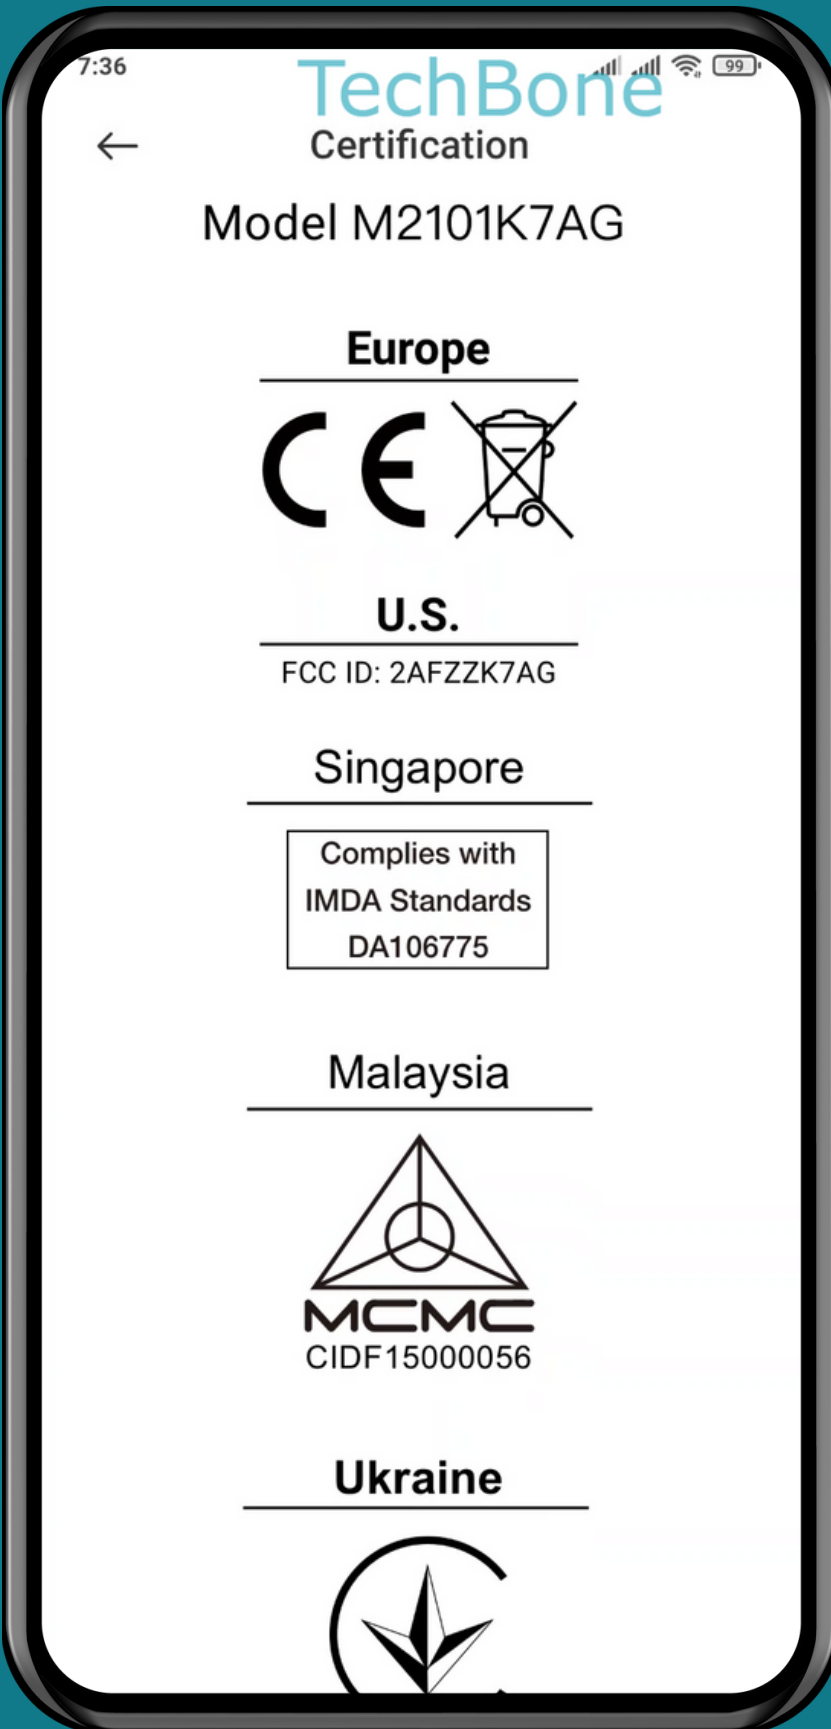 7:36
99
TechBone
Certification
Model M2101K7AG
Europe
CE
U.S.
FCC ID: 2AFZZK7AG
Singapore
Complies with
IMDA Standards
DA106775
Malaysia
MCMC
CIDF15000056
Ukraine